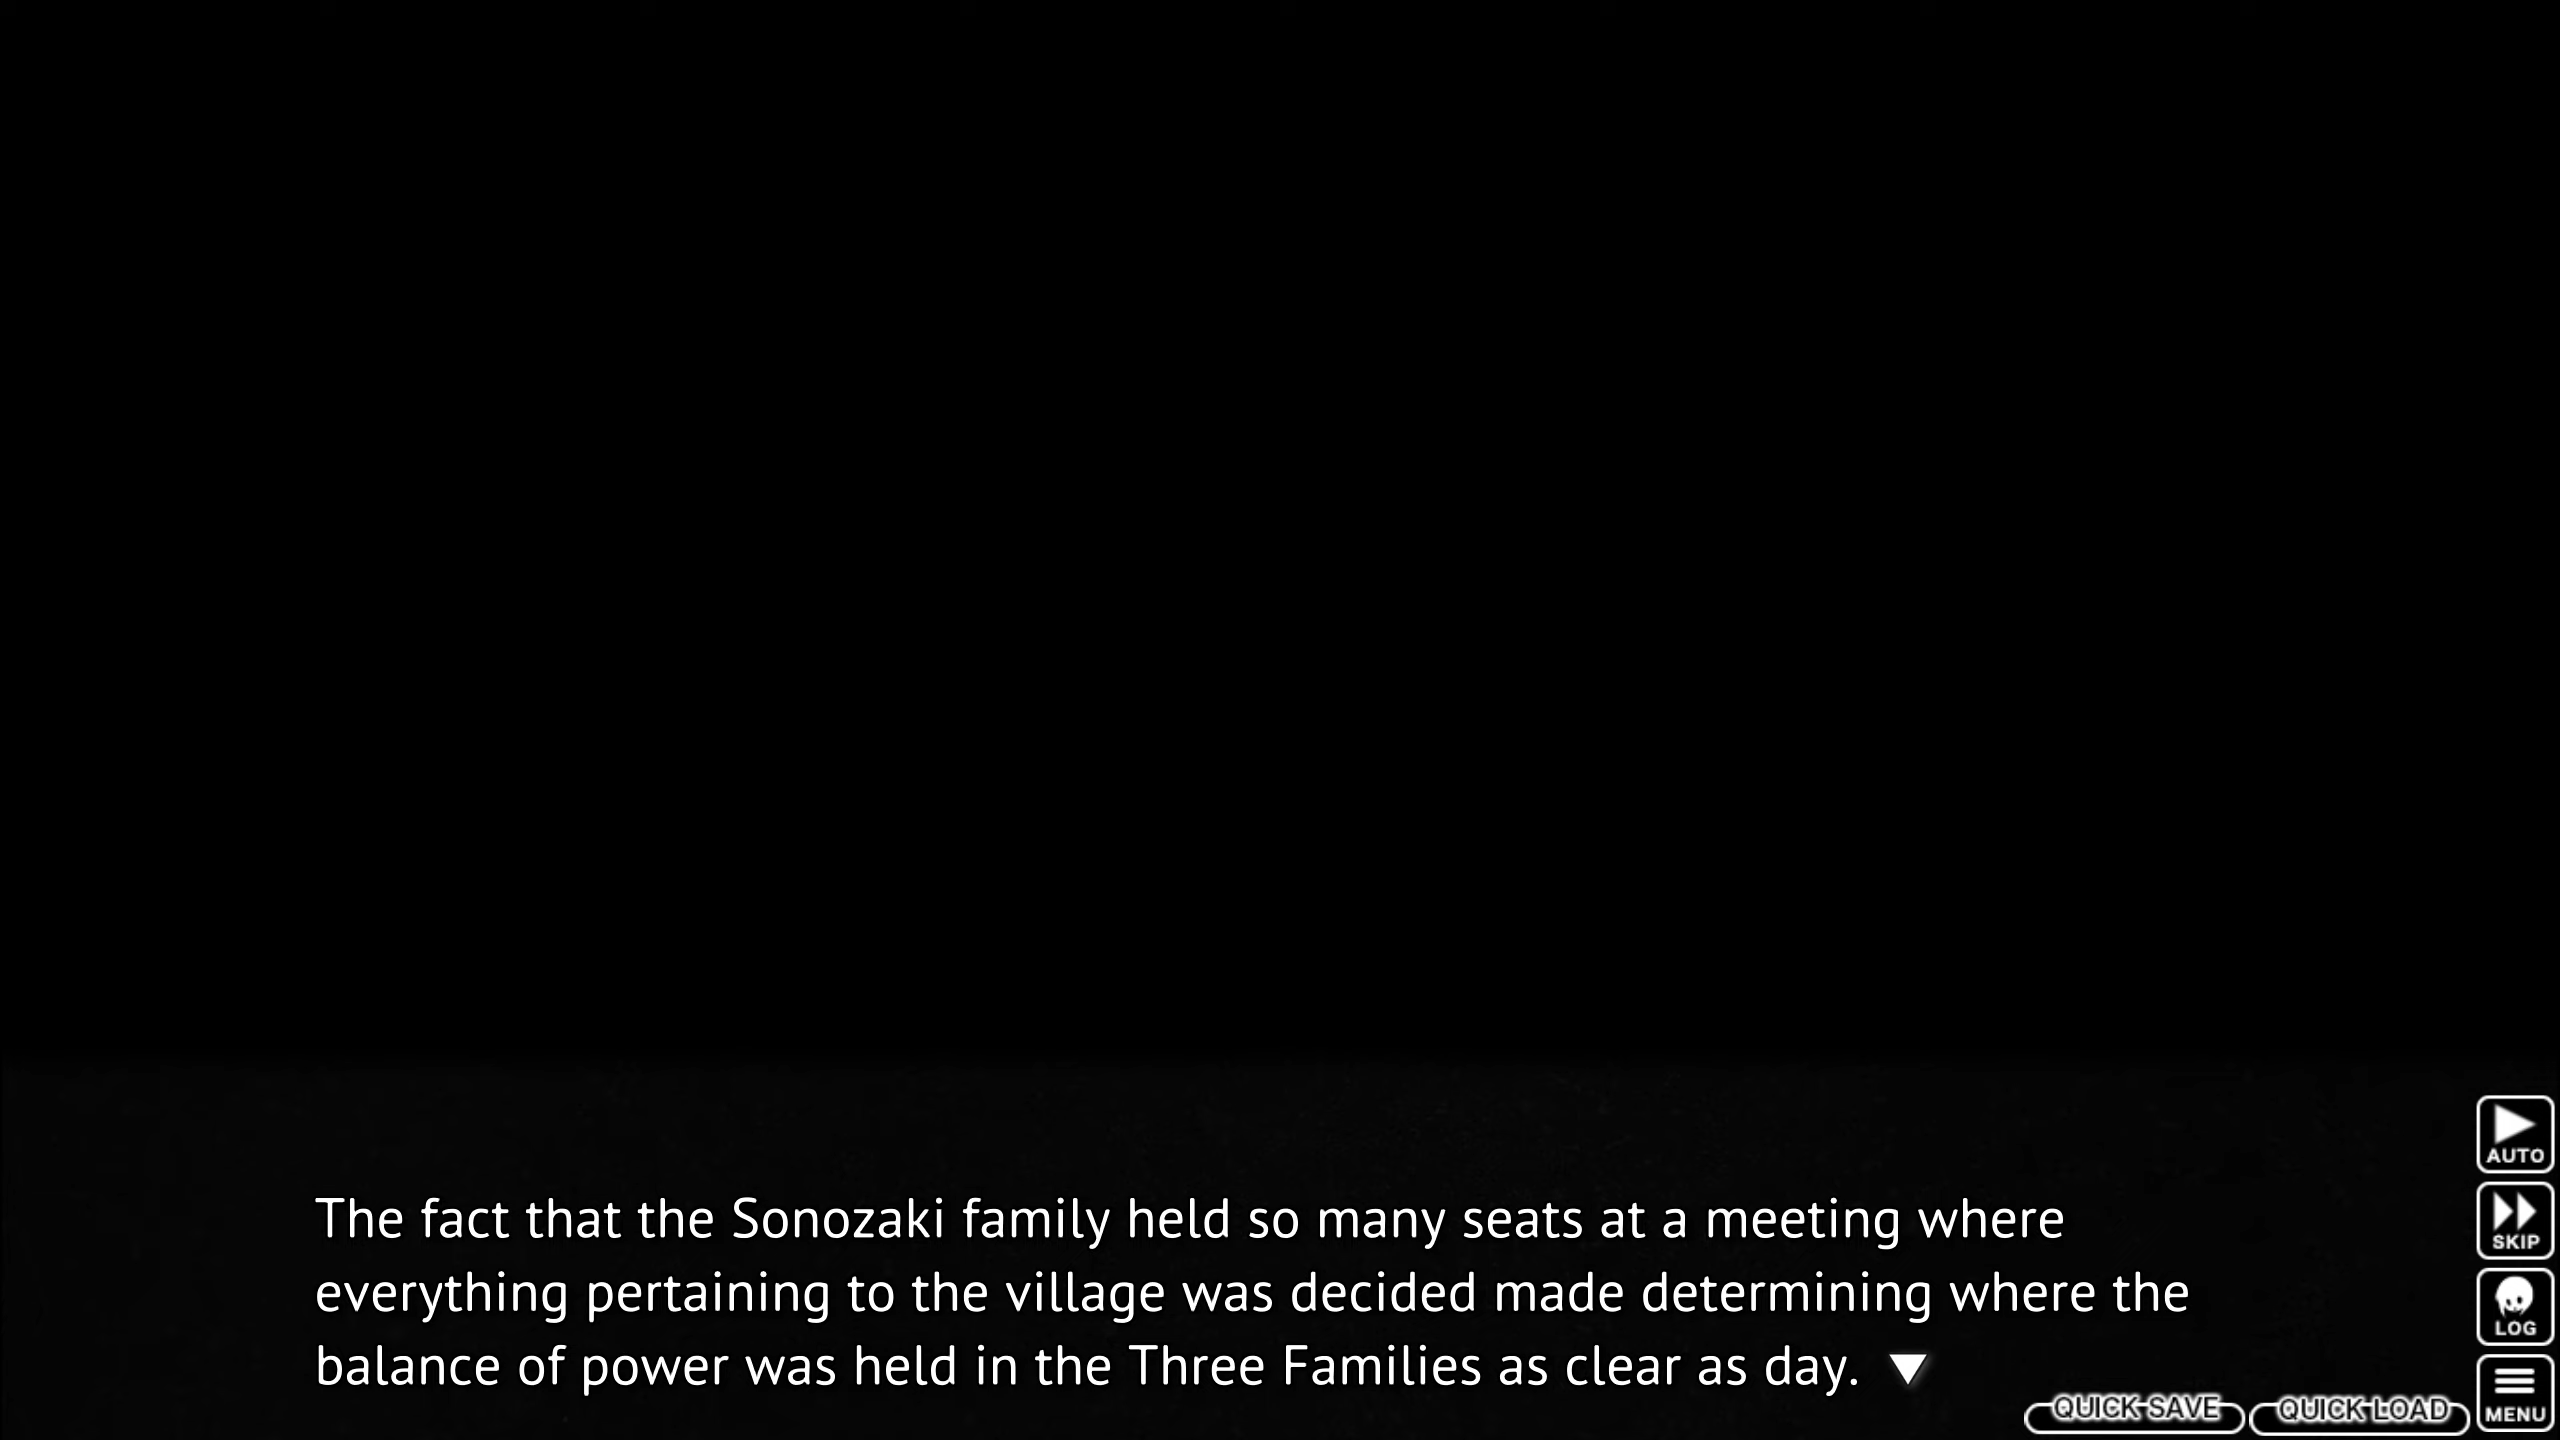 The fact that the Sonozaki family held so many seats at a meeting where
everything pertaining to the village was decided made determining where the
balance of power was held in the Three Families as clear as day.
AUTO
SKIP
LOG
MENU
QUICK SAVE QUICK LOAD